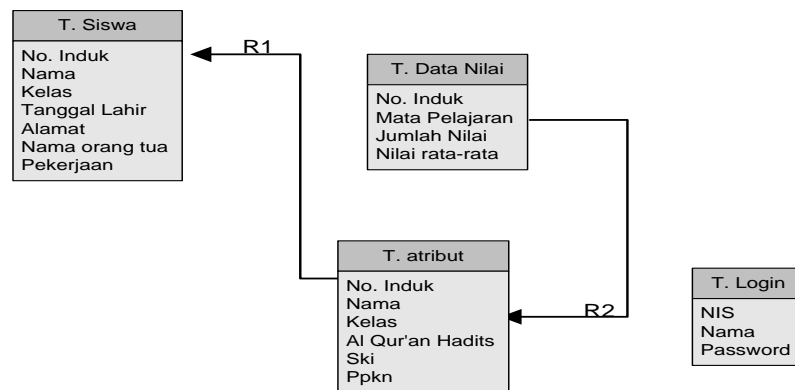 T. Siswa
No. Induk
Nama
Kelas
Tanggal Lahir
Alamat
Nama orang tua
Pekerjaan
R1
T. Data Nilai
No. Induk
Mata Pelajaran
Jumlah Nilai
Nilai rata-rata
T. atribut
No. Induk
Nama
Kelas
Al Qur'an Hadits
Ski
Ppkn
R2
T. Login
NIS
Nama
Password